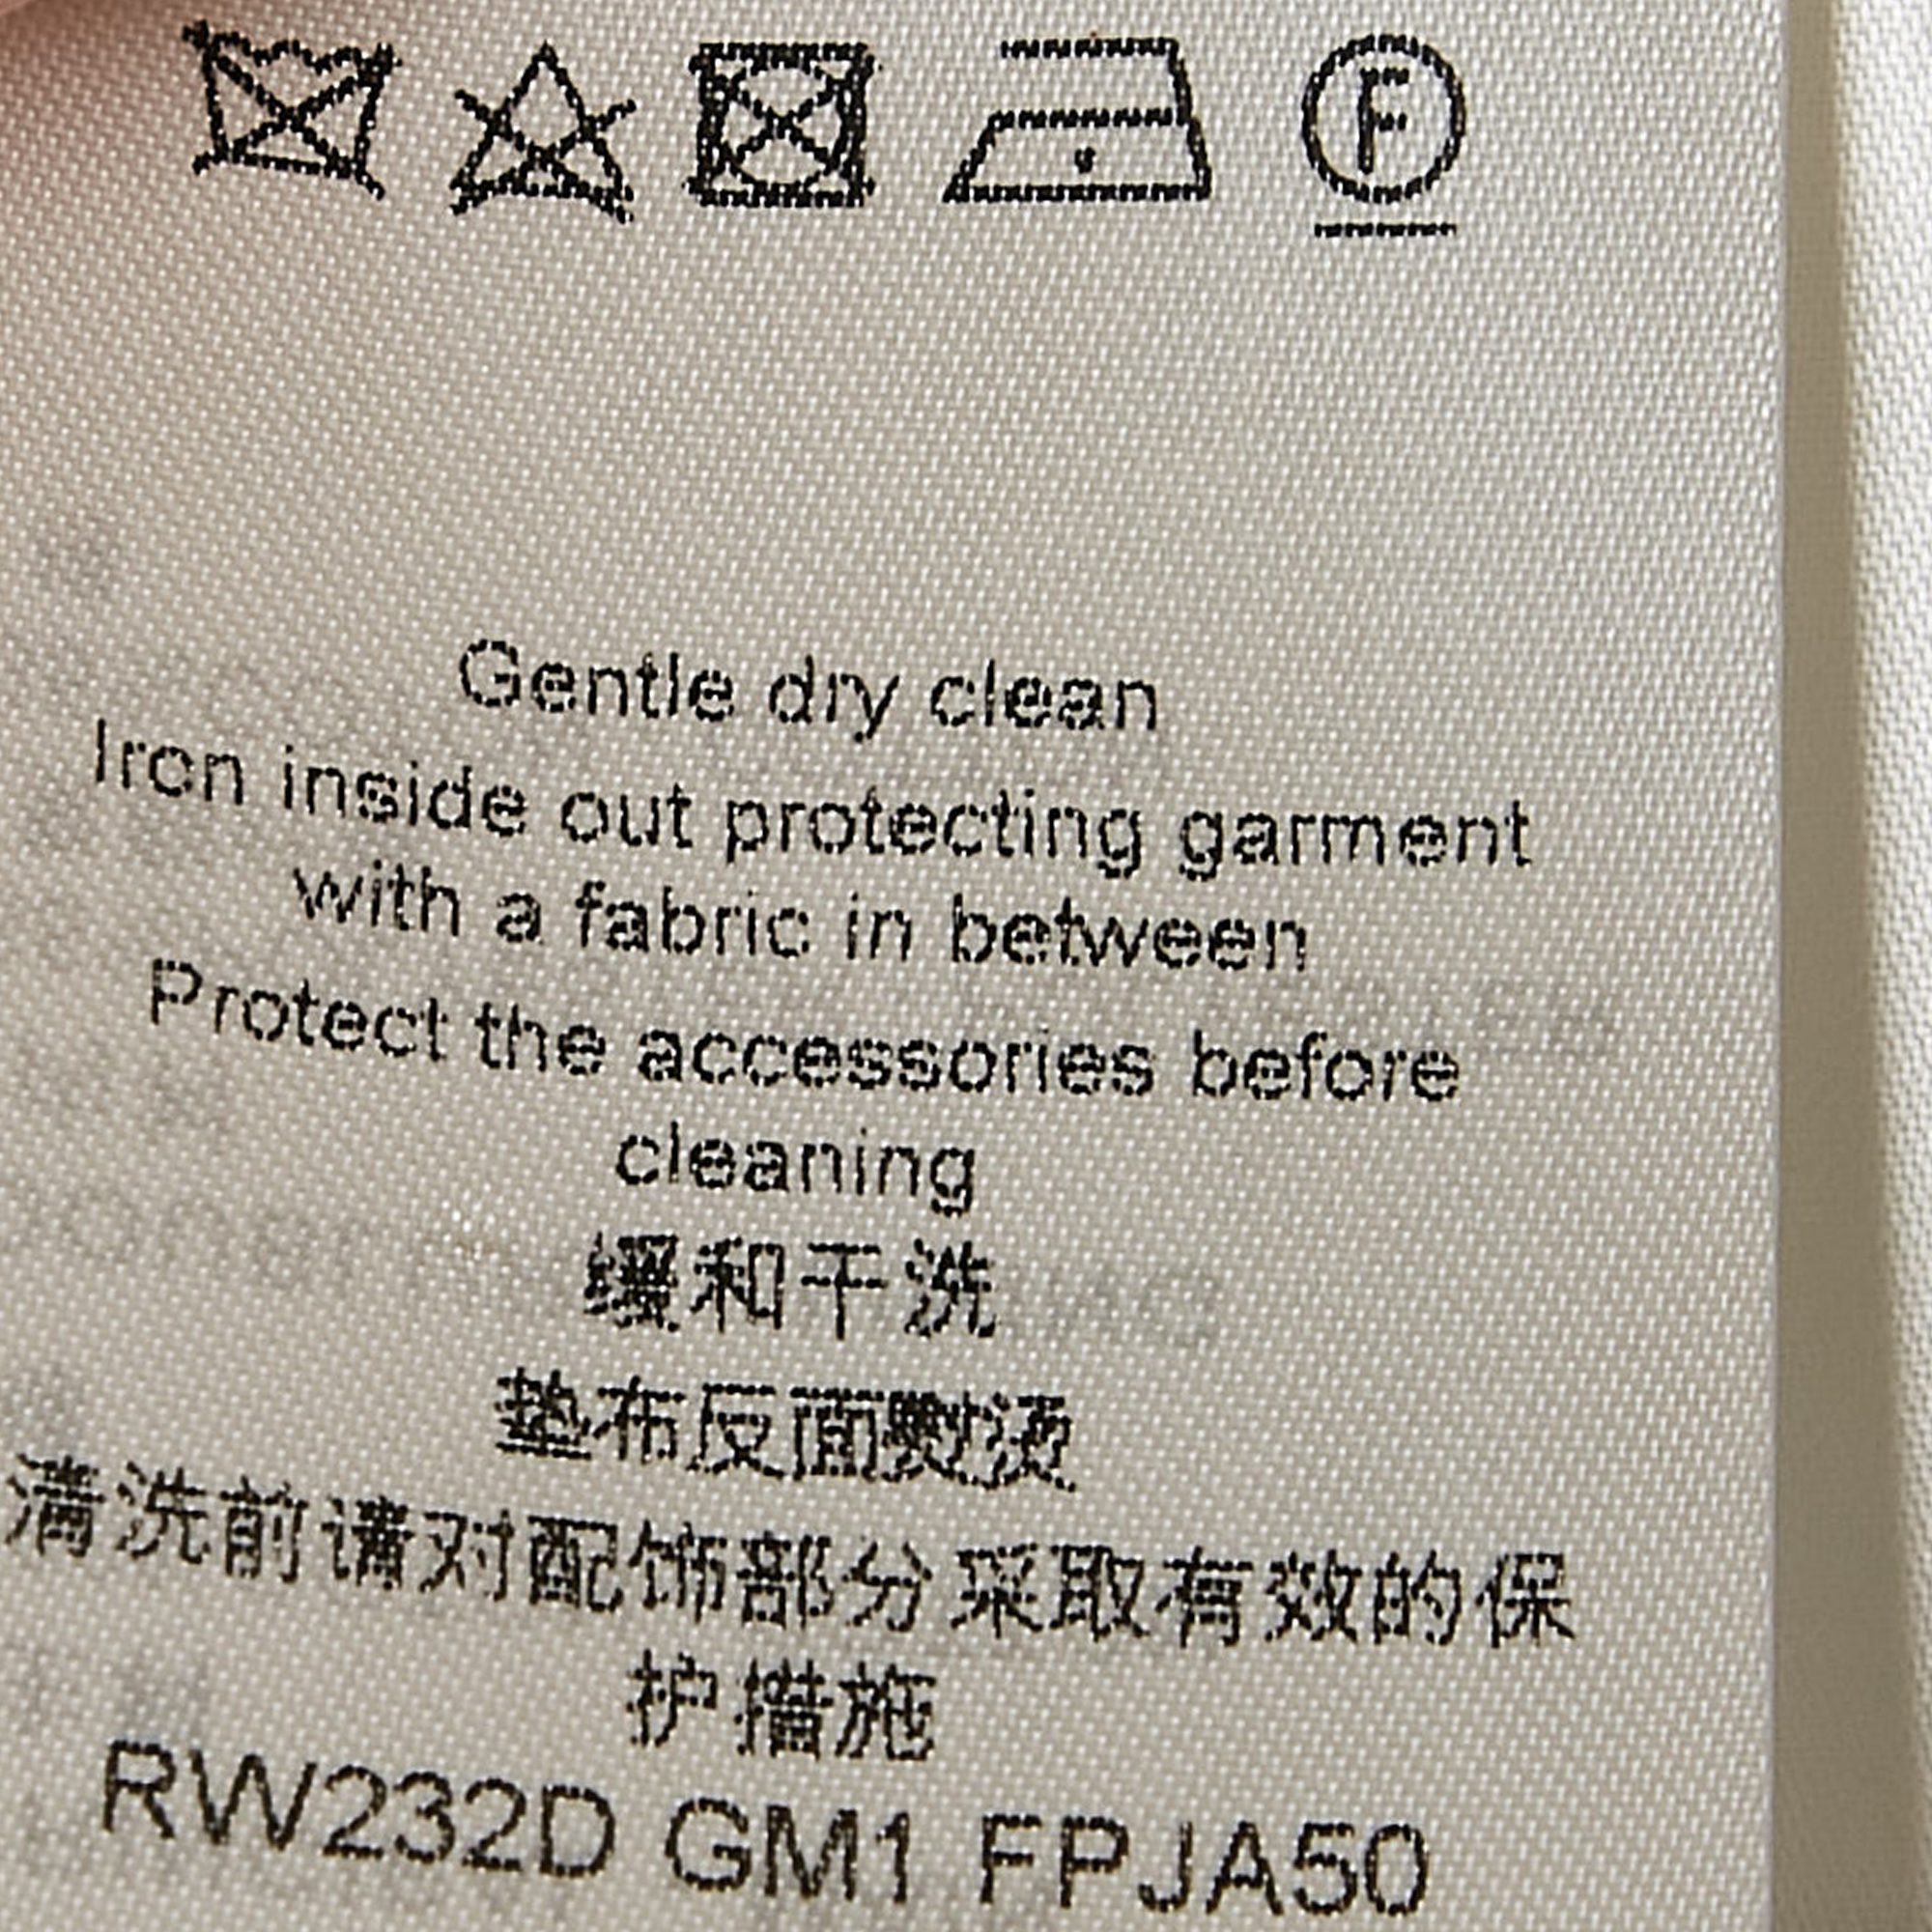 F
Gentle dry clean
Iron inside out protecting garment
with a fabric in between
Protect the accessories before
cleaning
缓和干洗
垫布反面熨烫
清洗前请对配饰部分采取有效的保
护措施
RW232D GM1 FPJA50